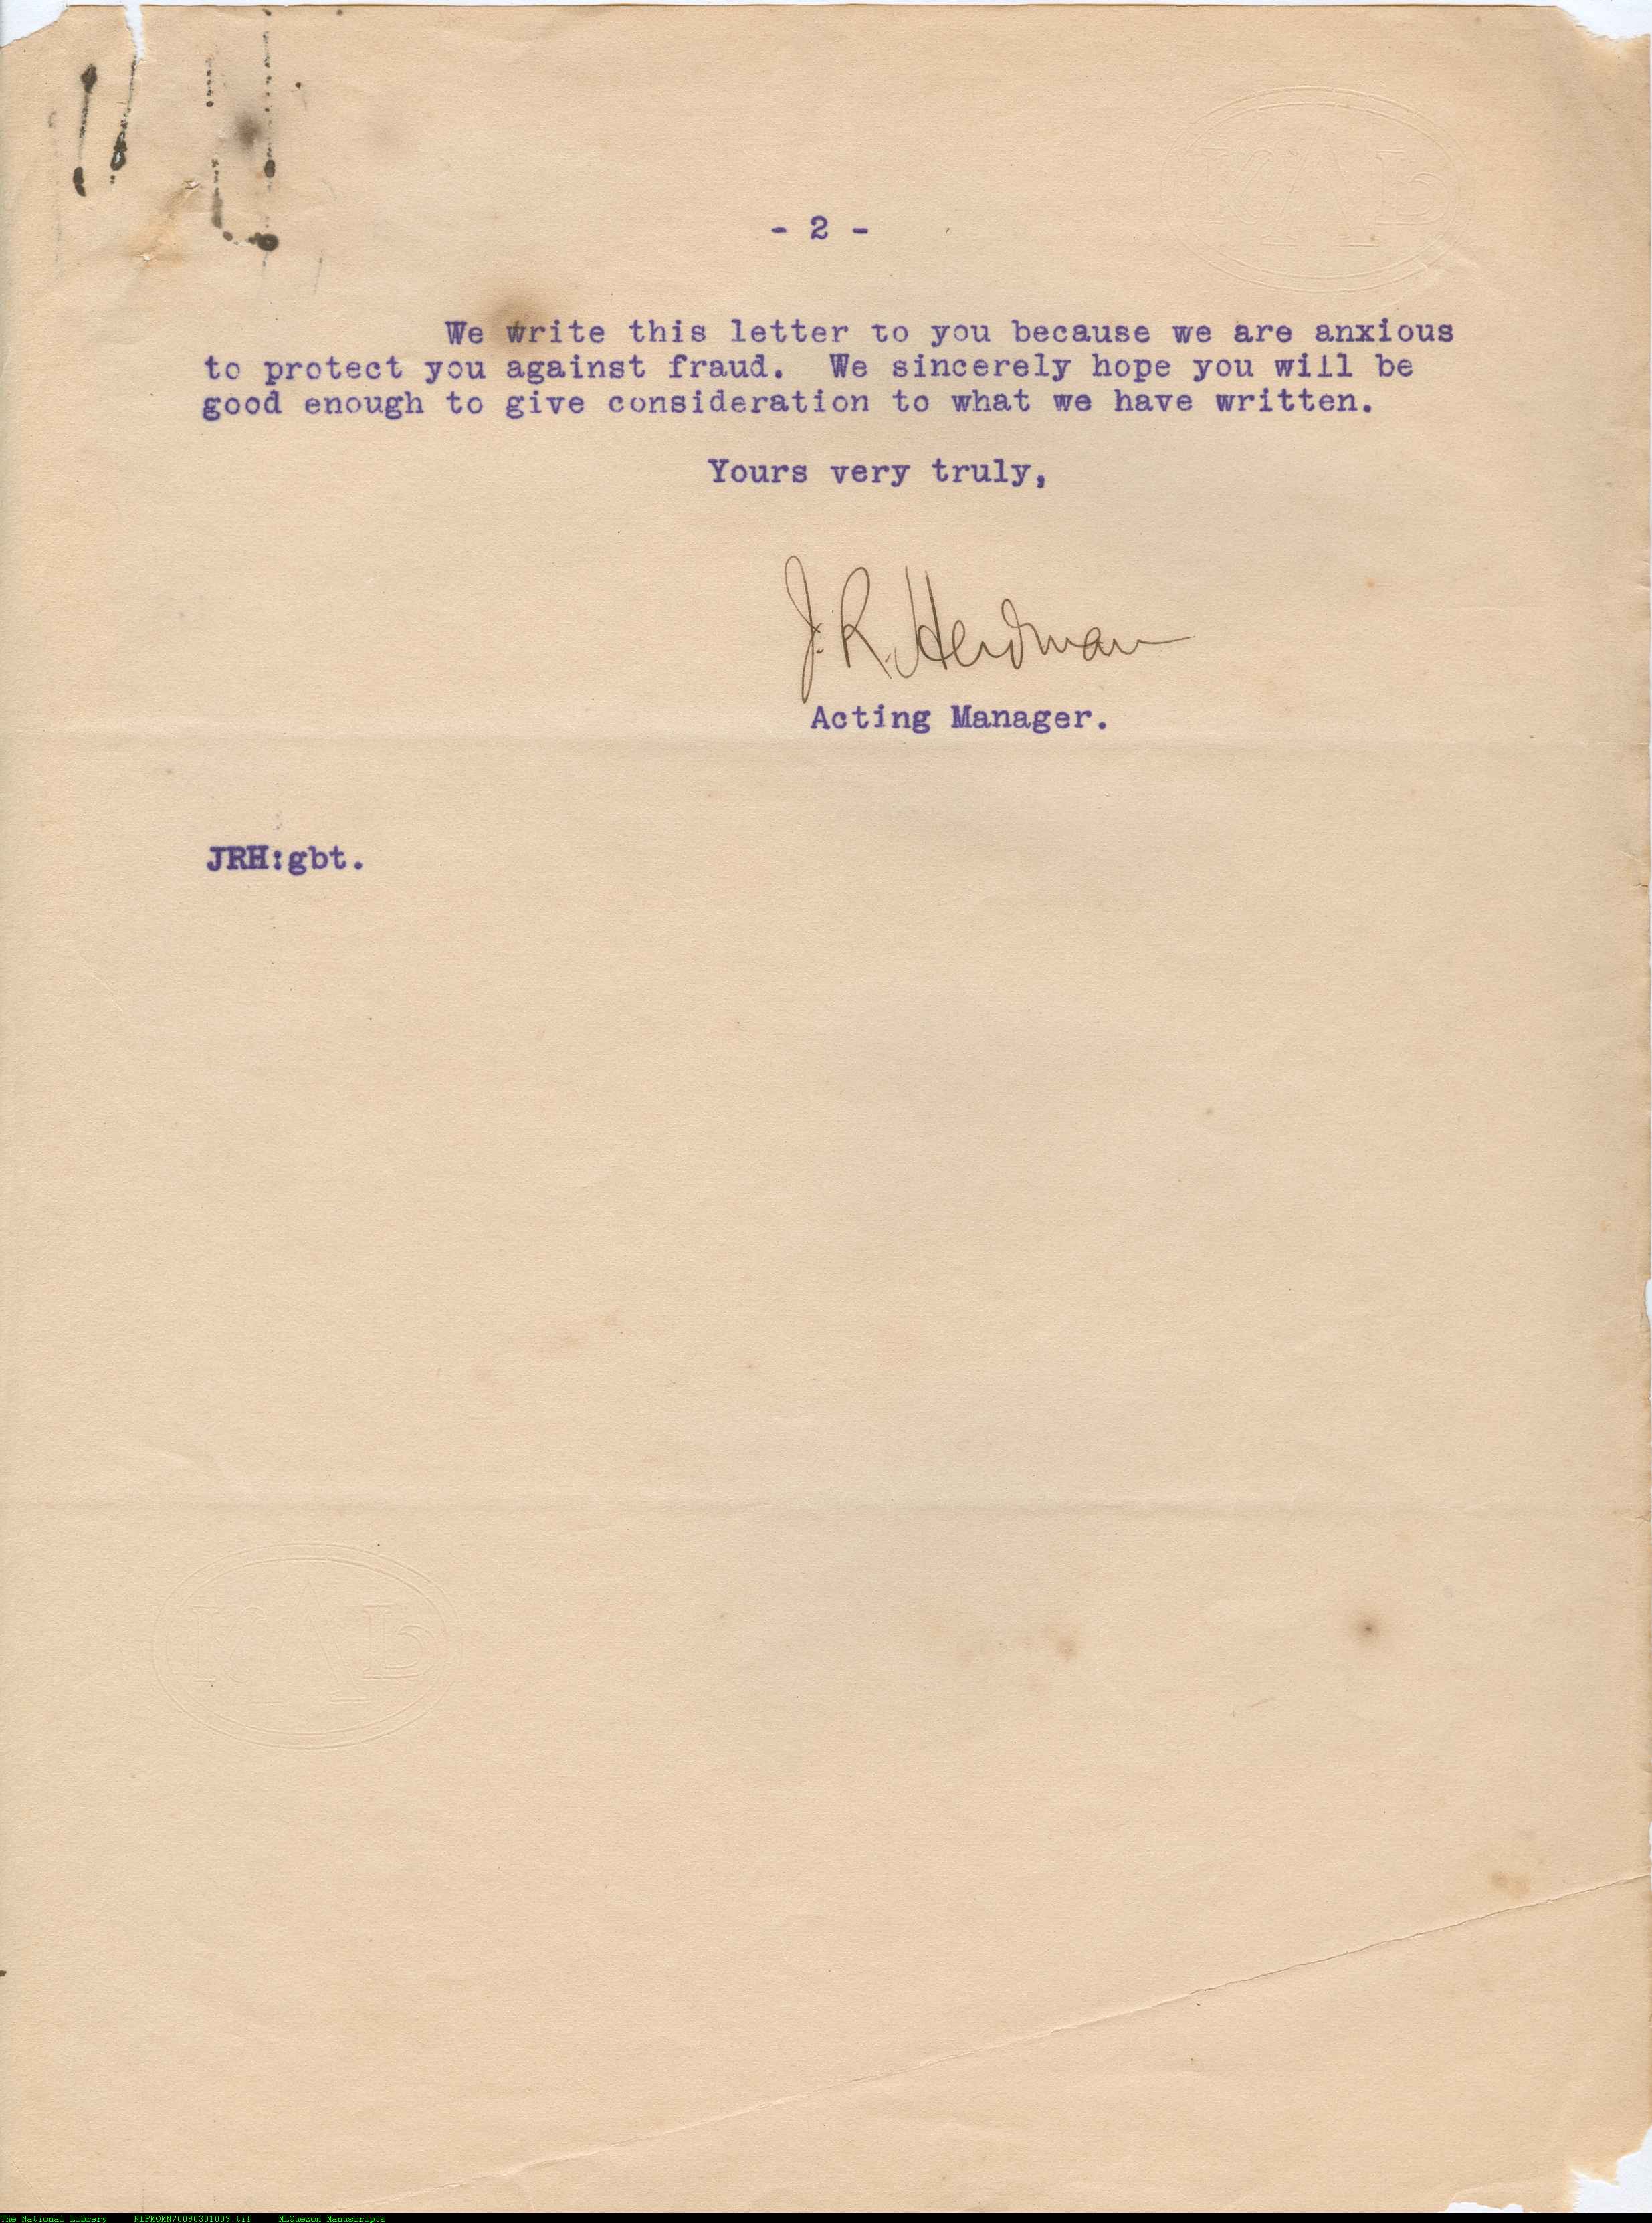 - 2 -
We write this letter to you because we are anxious
to protect you against fraud.  We sincerely hope you will be
good enough to give consideration to what we have written.
Yours very truly,
J. R. Herdman
Acting Manager.
JRH:gbt.
The National Library NLPMQMN70090301009.tif MLQuezon Manuscripts